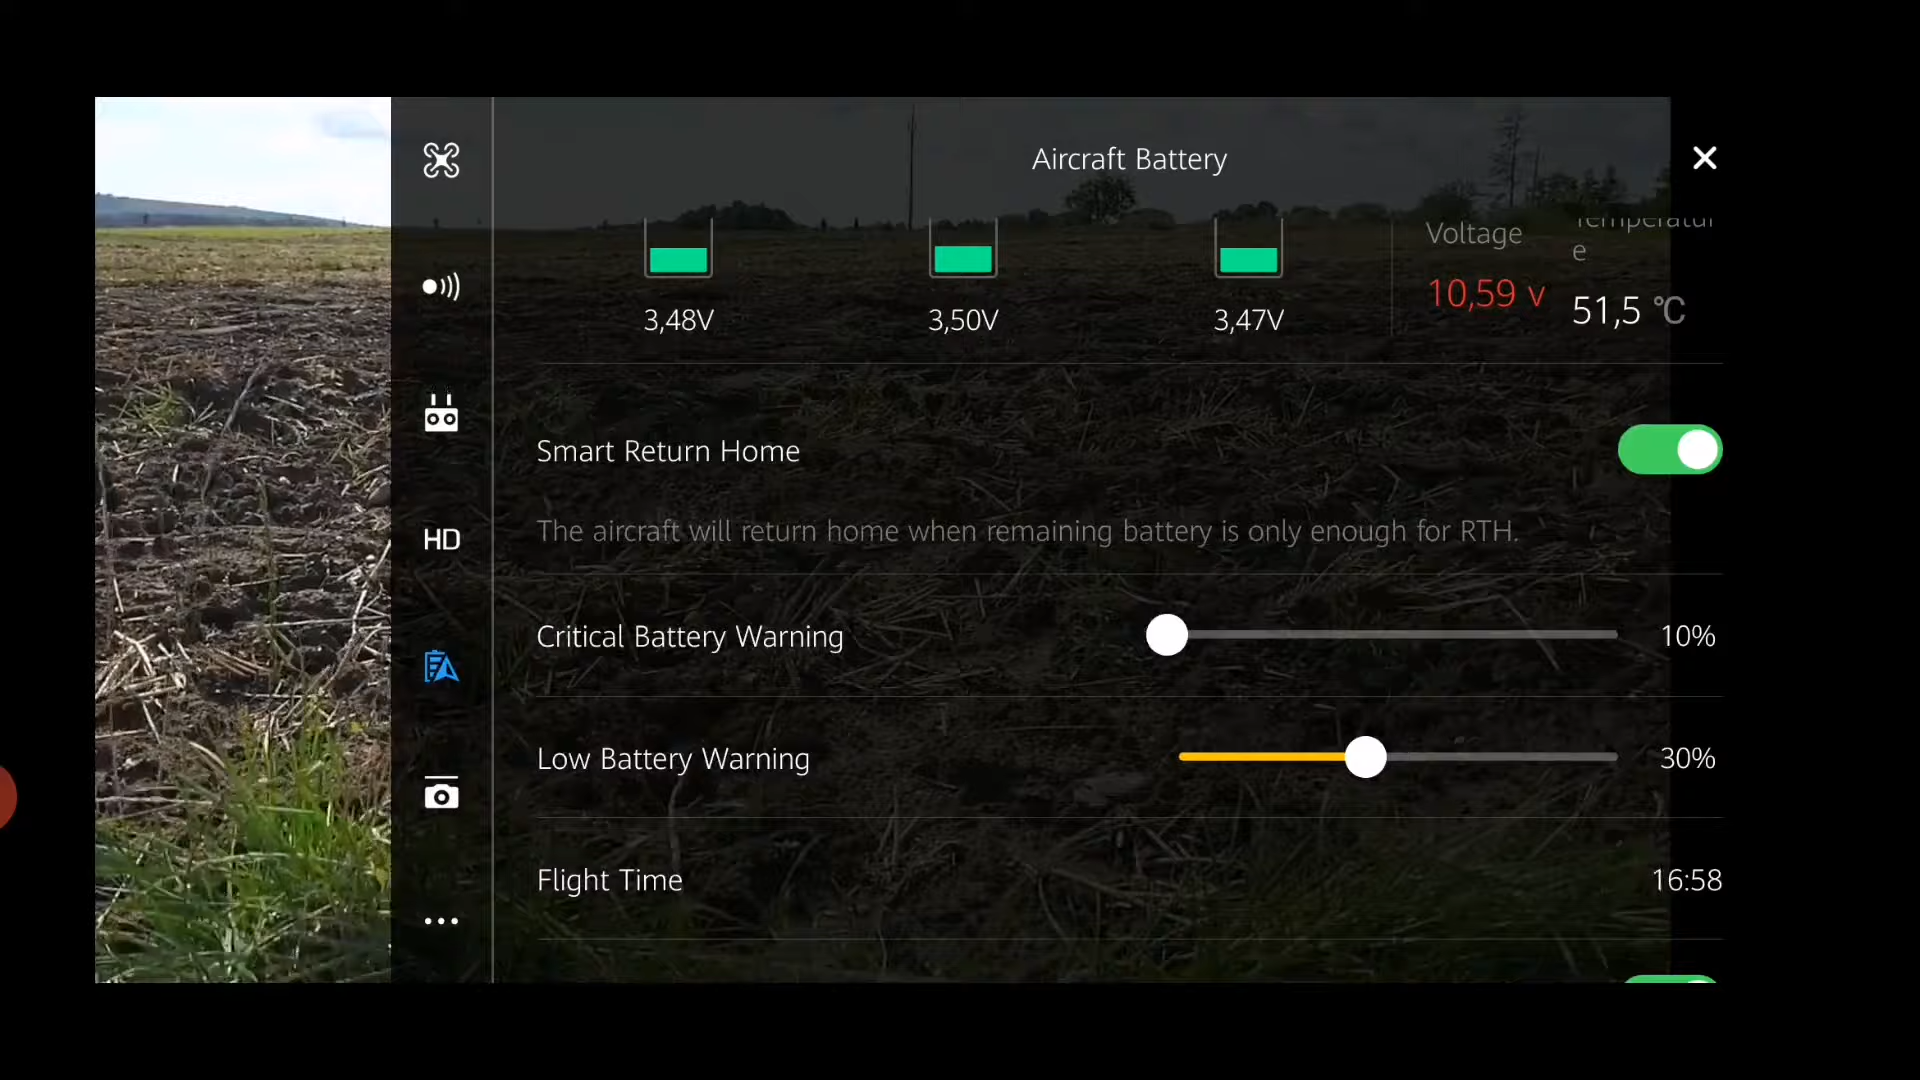 Aircraft Battery
Voltage
Temperatur
e
10,59 V
51,5 °C
3,48V
3,50V
3,47V
Smart Return Home
The aircraft will return home when remaining battery is only enough for RTH.
HD
Critical Battery Warning
10%
Low Battery Warning
30%
Flight Time
16:58